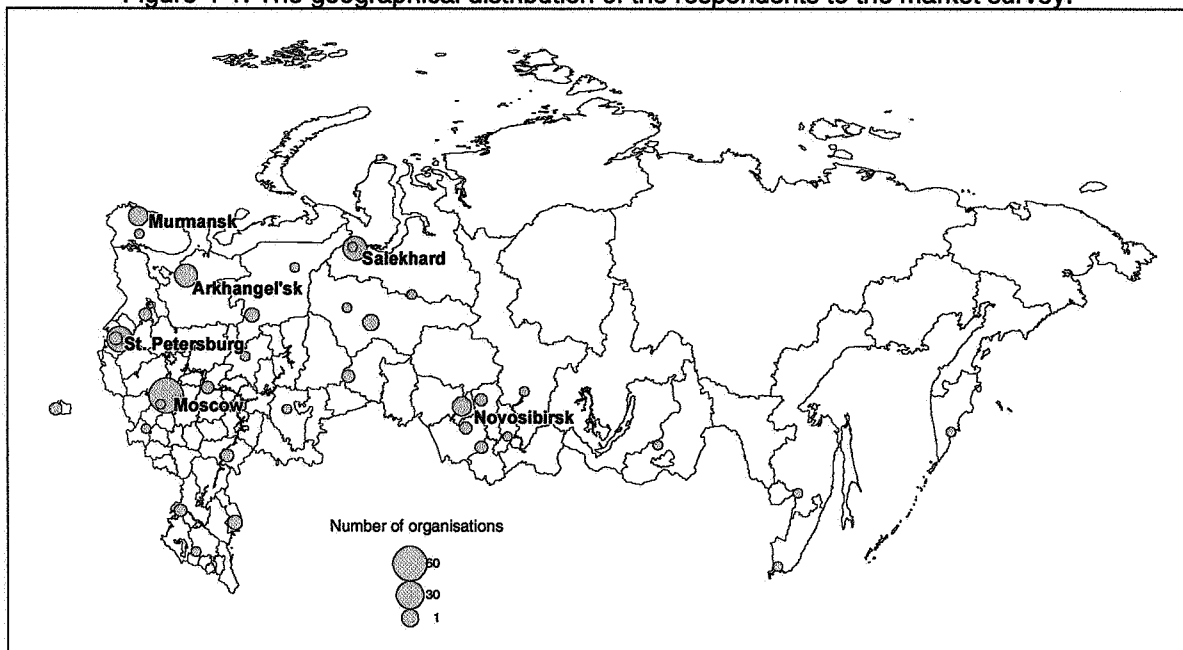 Figure 4-1. The geographical distribution of the respondents to the market survey.
Murmansk
Salekhard
Arkhangel'sk
St. Petersburg
Moscow
Novosibirsk
Number of organisations
60
30
1